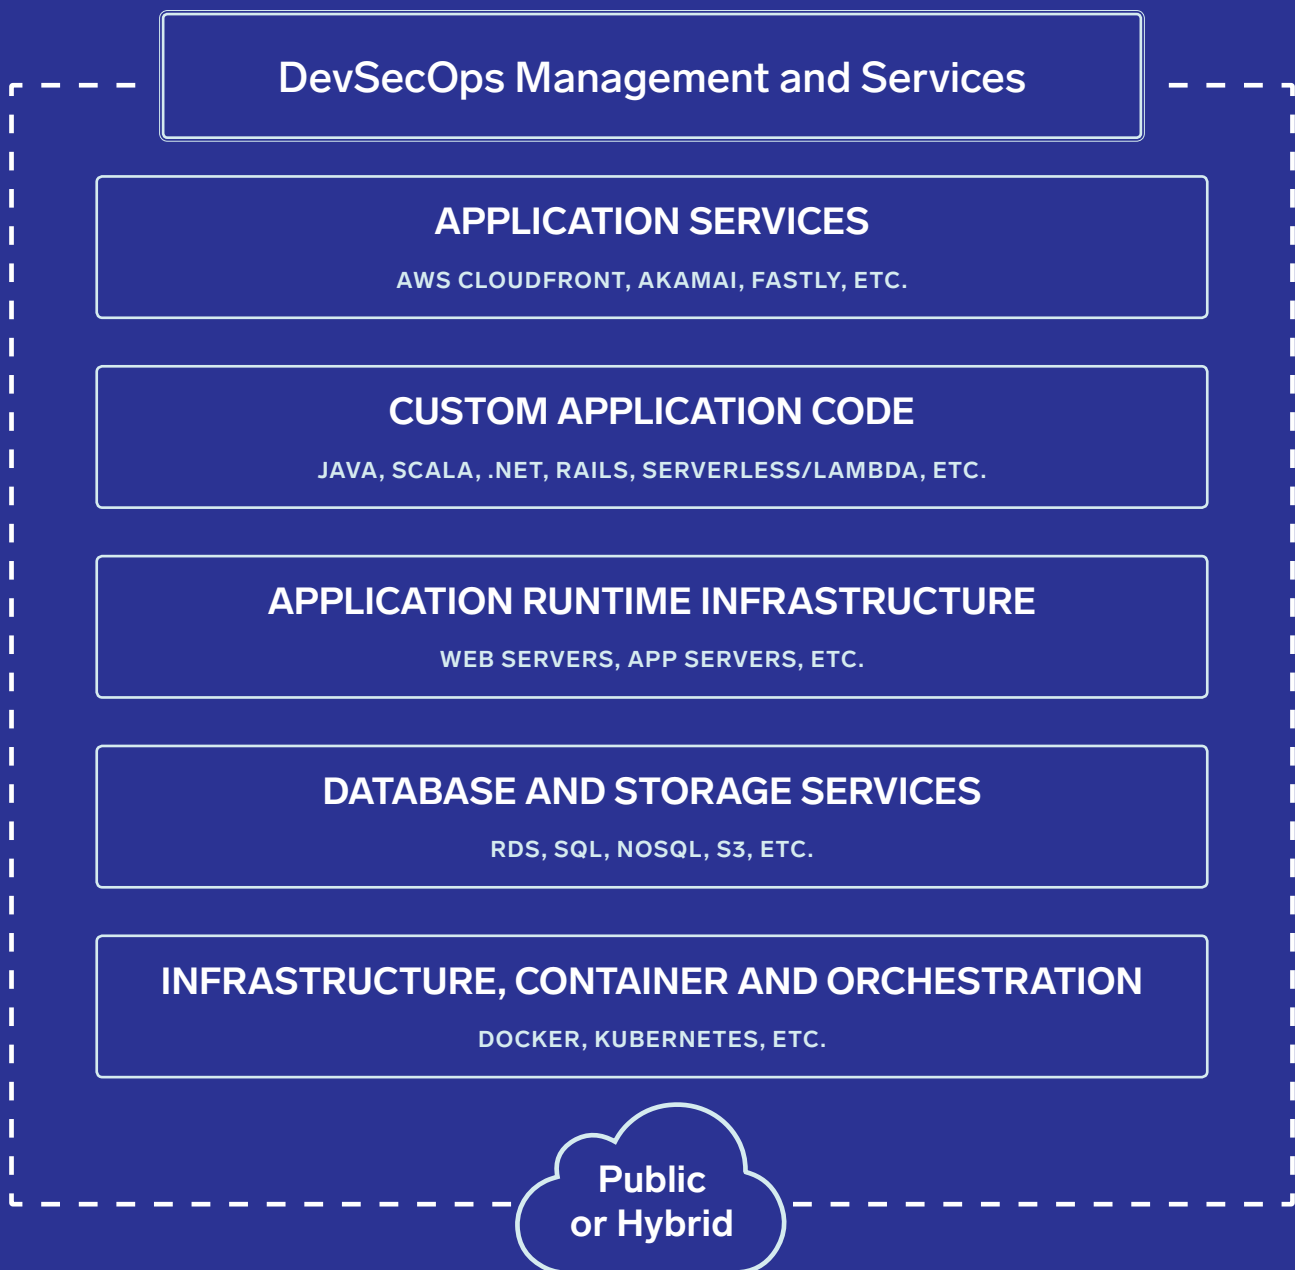 DevSecOps Management and Services
APPLICATION SERVICES
AWS CLOUDFRONT, AKAMAI, FASTLY, ETC.
CUSTOM APPLICATION CODE
JAVA, SCALA, .NET, RAILS, SERVERLESS/LAMBDA, ETC.
APPLICATION RUNTIME INFRASTRUCTURE
WEB SERVERS, APP SERVERS, ETC.
DATABASE AND STORAGE SERVICES
RDS, SQL, NOSQL, S3, ETC.
INFRASTRUCTURE, CONTAINER AND ORCHESTRATION
DOCKER, KUBERNETES, ETC.
Public
or Hybrid